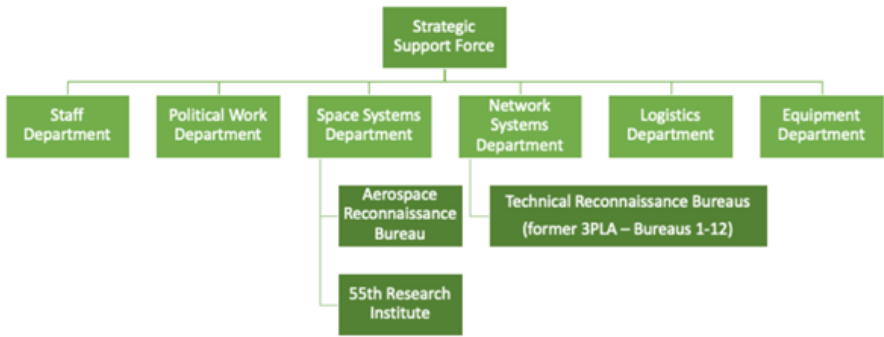 Strategic
Support Force
Staff
Department
Political Work
Department
Space Systems
Department
Network
Systems
Department
Logistics
Department
Equipment
Department
Aerospace
Reconnaissance
Bureau
Technical Reconnaissance Bureaus
(former 3PLA – Bureaus 1-12)
55th Research
Institute